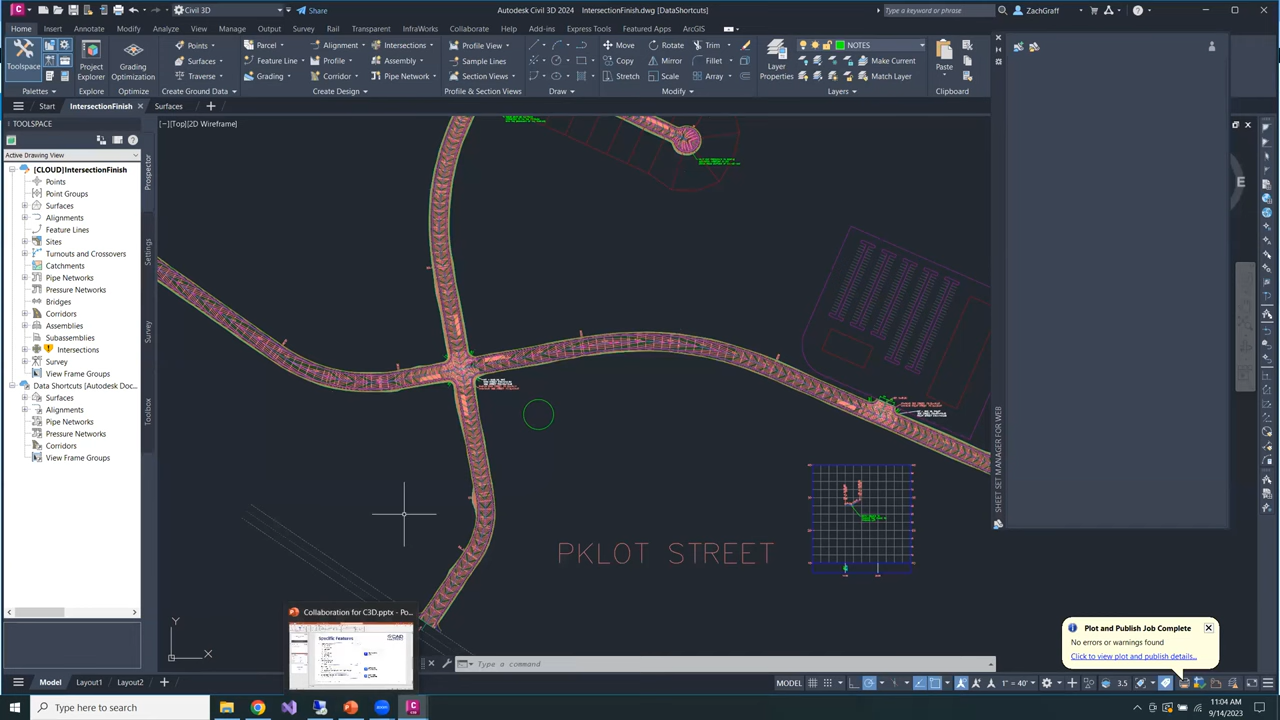 C
3D
Civil 3D
Share
Autodesk Civil 3D 2024 IntersectionFinish.dwg [DataShortcuts]
Type a keyword or phrase
ZachGraff
Home Insert Annotate Modify Analyze View Manage Output Survey Rail Transparent InfraWorks Collaborate Help Add-ins Express Tools Featured Apps ArcGIS
Toolspace
Palettes
Project Explorer
Explore
Grading Optimization
Optimization
Points
Surfaces
Traverse
Create Ground Data
Parcel
Feature Line
Grading
Alignment
Profile
Corridor
Intersections
Assembly
Pipe Network
Create Design
Profile View
Sample Lines
Section Views
Profile & Section Views
Draw
Move
Copy
Stretch
Rotate
Mirror
Scale
Trim
Fillet
Array
Modify
Layer Properties
NOTES
Make Current
Match Layer
Layers
Paste
Clipboard
Start IntersectionFinish Surfaces
TOOLSPACE
Active Drawing View
[CLOUD]IntersectionFinish
Points
Point Groups
Surfaces
Alignments
Feature Lines
Sites
Turnouts and Crossovers
Catchments
Pipe Networks
Pressure Networks
Bridges
Corridors
Assemblies
Subassemblies
Intersections
Survey
View Frame Groups
Data Shortcuts [Autodesk Doc...
Surfaces
Alignments
Pipe Networks
Pressure Networks
Corridors
View Frame Groups
Prospector
Settings
Survey
Toolbox
[−][Top][2D Wireframe]
E
SHEET SET MANAGER FOR WEB
PKLOT STREET
Y
X
Collaboration for C3D.pptx - Po...
Specific Features
Type a command
Plot and Publish Job Complete
No errors or warnings found
Click to view plot and publish details...
Model Layout1 Layout2
MODEL
1" = 40'
3.5
Type here to search
11:04 AM
9/14/2023